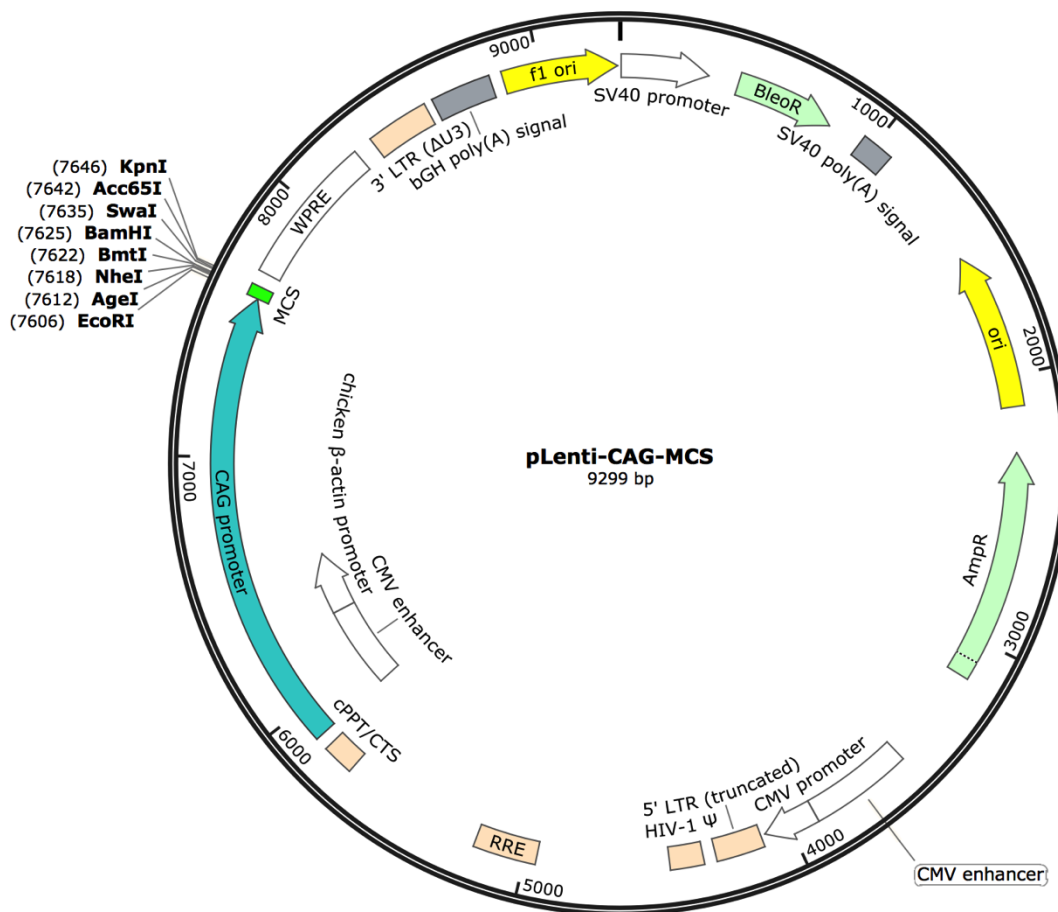 9000
f1 ori
SV40 promoter
BleoR
1000
SV40 poly(A) signal
3' LTR (ΔU3)
bGH poly(A) signal
WPRE
8000
(7646) KpnI
(7642) Acc65I
(7635) SwaI
(7625) BamHI
(7622) BmtI
(7618) NheI
(7612) AgeI
(7606) EcoRI
MCS
ori
2000
chicken β-actin promoter
CMV enhancer
pLenti-CAG-MCS
9299 bp
7000
CAG promoter
AmpR
3000
cPPT/CTS
6000
5' LTR (truncated)
HIV-1 Ψ
CMV promoter
4000
RRE
5000
CMV enhancer